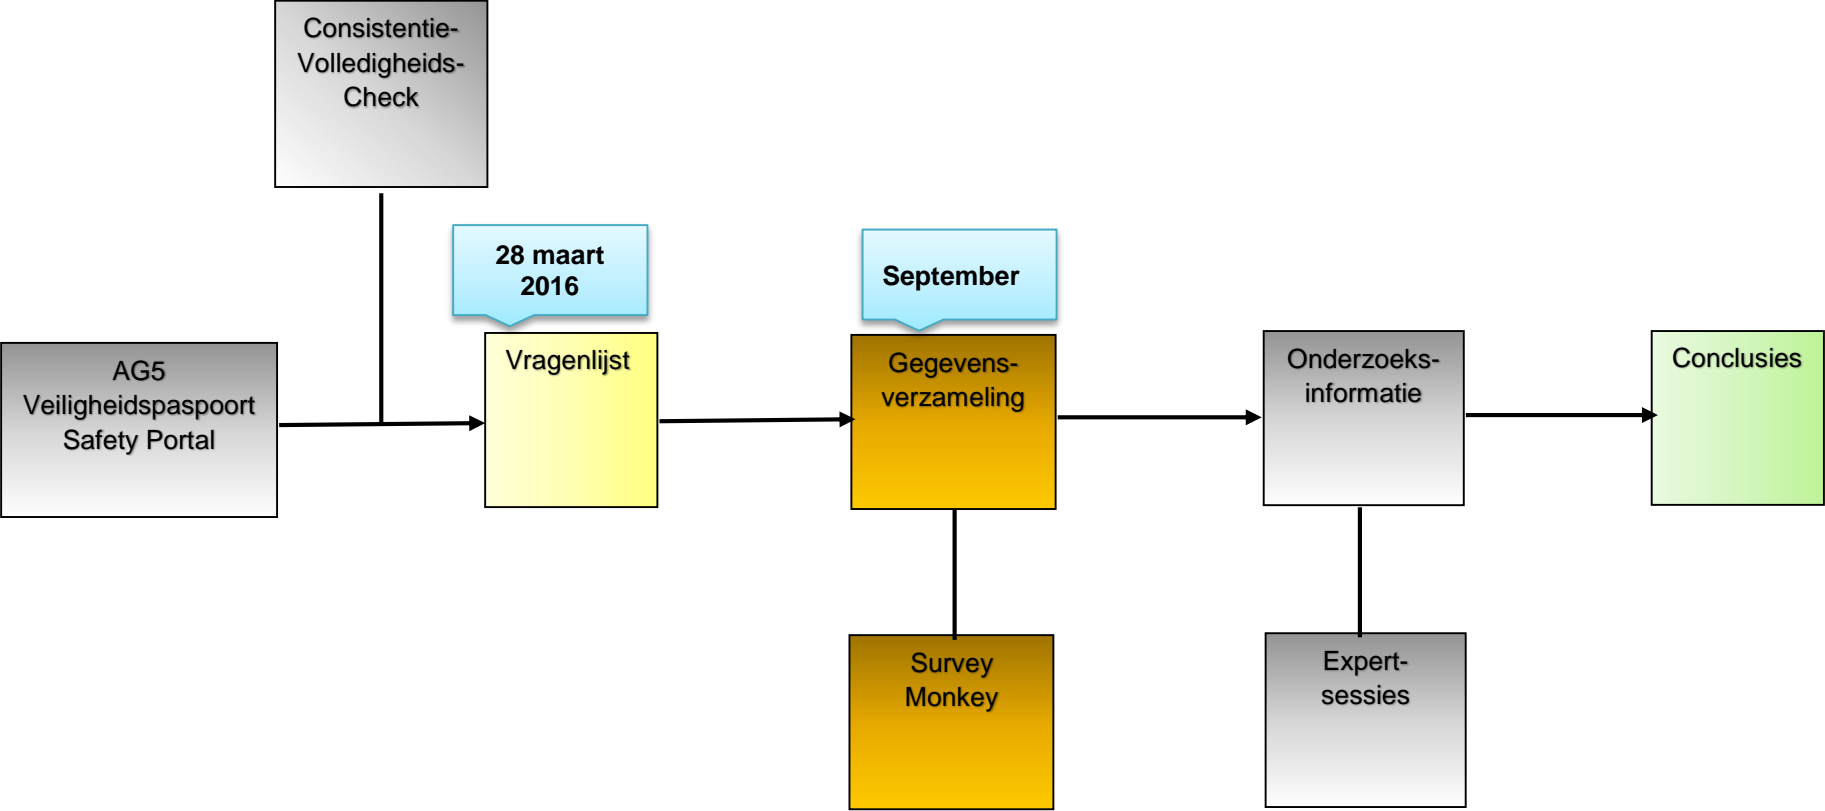 Consistentie-
Volledigheids-
Check
28 maart
2016
September
AG5
Veiligheidspaspoort
Safety Portal
Vragenlijst
Gegevens-
verzameling
Onderzoeks-
informatie
Conclusies
Survey
Monkey
Expert-
sessies